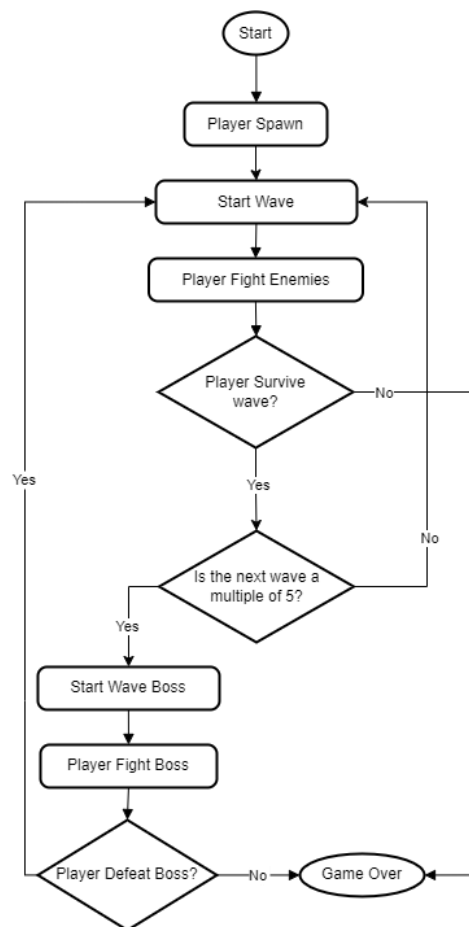 Start
Player Spawn
Start Wave
Player Fight Enemies
Player Survive
wave?
No
Yes
Yes
No
Is the next wave a
multiple of 5?
Yes
Start Wave Boss
Player Fight Boss
Player Defeat Boss?
No
Game Over